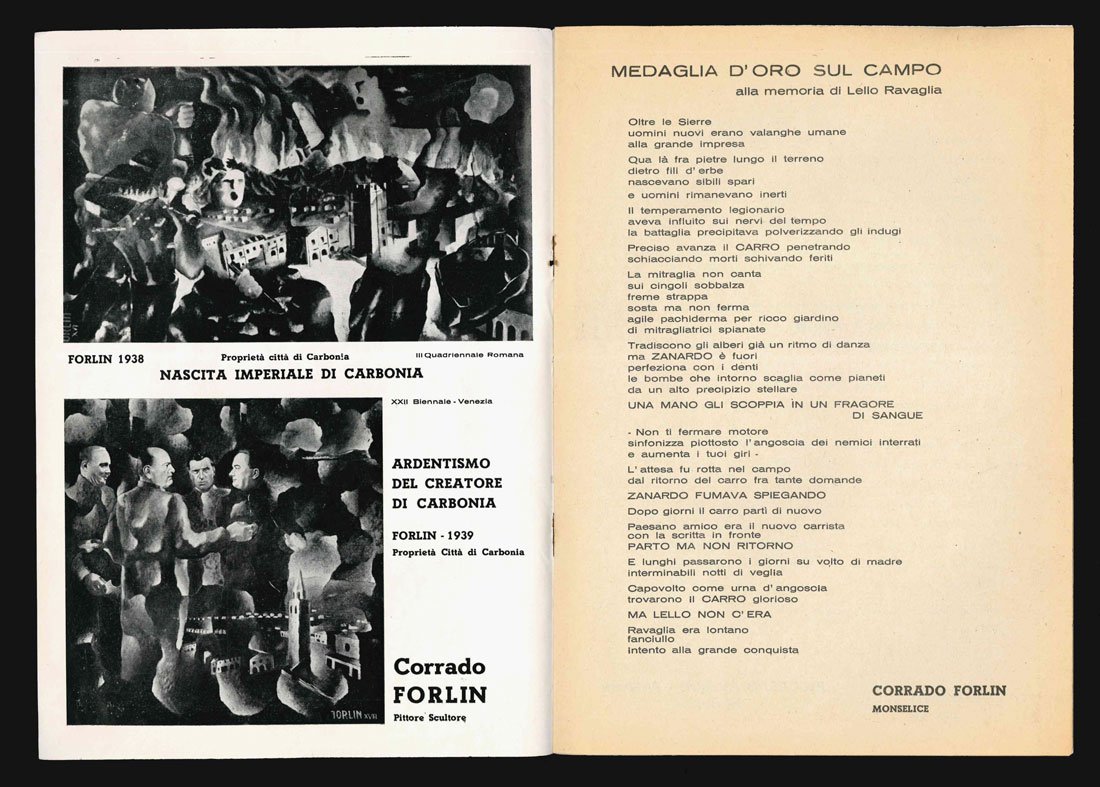 FORLIN 1938
Proprietà città di Carbonia
III Quadriennale Romana
NASCITA IMPERIALE DI CARBONIA
XXII Biennale - Venezia
ARDENTISMO
DEL CREATORE
DI CARBONIA
FORLIN - 1939
Proprietà Città di Carbonia
Corrado
FORLIN
Pittore Scultore
FORLIN XVII
MEDAGLIA D'ORO SUL CAMPO
alla memoria di Lello Ravaglia
Oltre le Sierre
uomini nuovi erano valanghe umane
alla grande impresa
Qua là fra pietre lungo il terreno
dietro fili d'erbe
nascevano sibili spari
e uomini rimanevano inerti
Il temperamento legionario
aveva influito sui nervi del tempo
la battaglia precipitava polverizzando gli indugi
Preciso avanza il CARRO penetrando
schiacciando morti schivando feriti
La mitraglia non canta
sui cingoli sobbalza
freme strappa
sosta ma non ferma
agile pachiderma per ricco giardino
di mitragliatrici spianate
Tradiscono gli alberi già un ritmo di danza
ma ZANARDO è fuori
perfeziona con i denti
le bombe che intorno scaglia come pianeti
da un alto precipizio stellare
UNA MANO GLI SCOPPIA IN UN FRAGORE
DI SANGUE
- Non ti fermare motore
sinfonizza piottosto l'angoscia dei nemici interrati
e aumenta i tuoi giri -
L'attesa fu rotta nel campo
dal ritorno del carro fra tante domande
ZANARDO FUMAVA SPIEGANDO
Dopo giorni il carro partì di nuovo
Paesano amico era il nuovo carrista
con la scritta in fronte
PARTO MA NON RITORNO
E lunghi passarono i giorni su volto di madre
interminabili notti di veglia
Capovolto come urna d'angoscia
trovarono il CARRO glorioso
MA LELLO NON C'ERA
Ravaglia era lontano
fanciullo
intento alla grande conquista
CORRADO FORLIN
MONSELICE